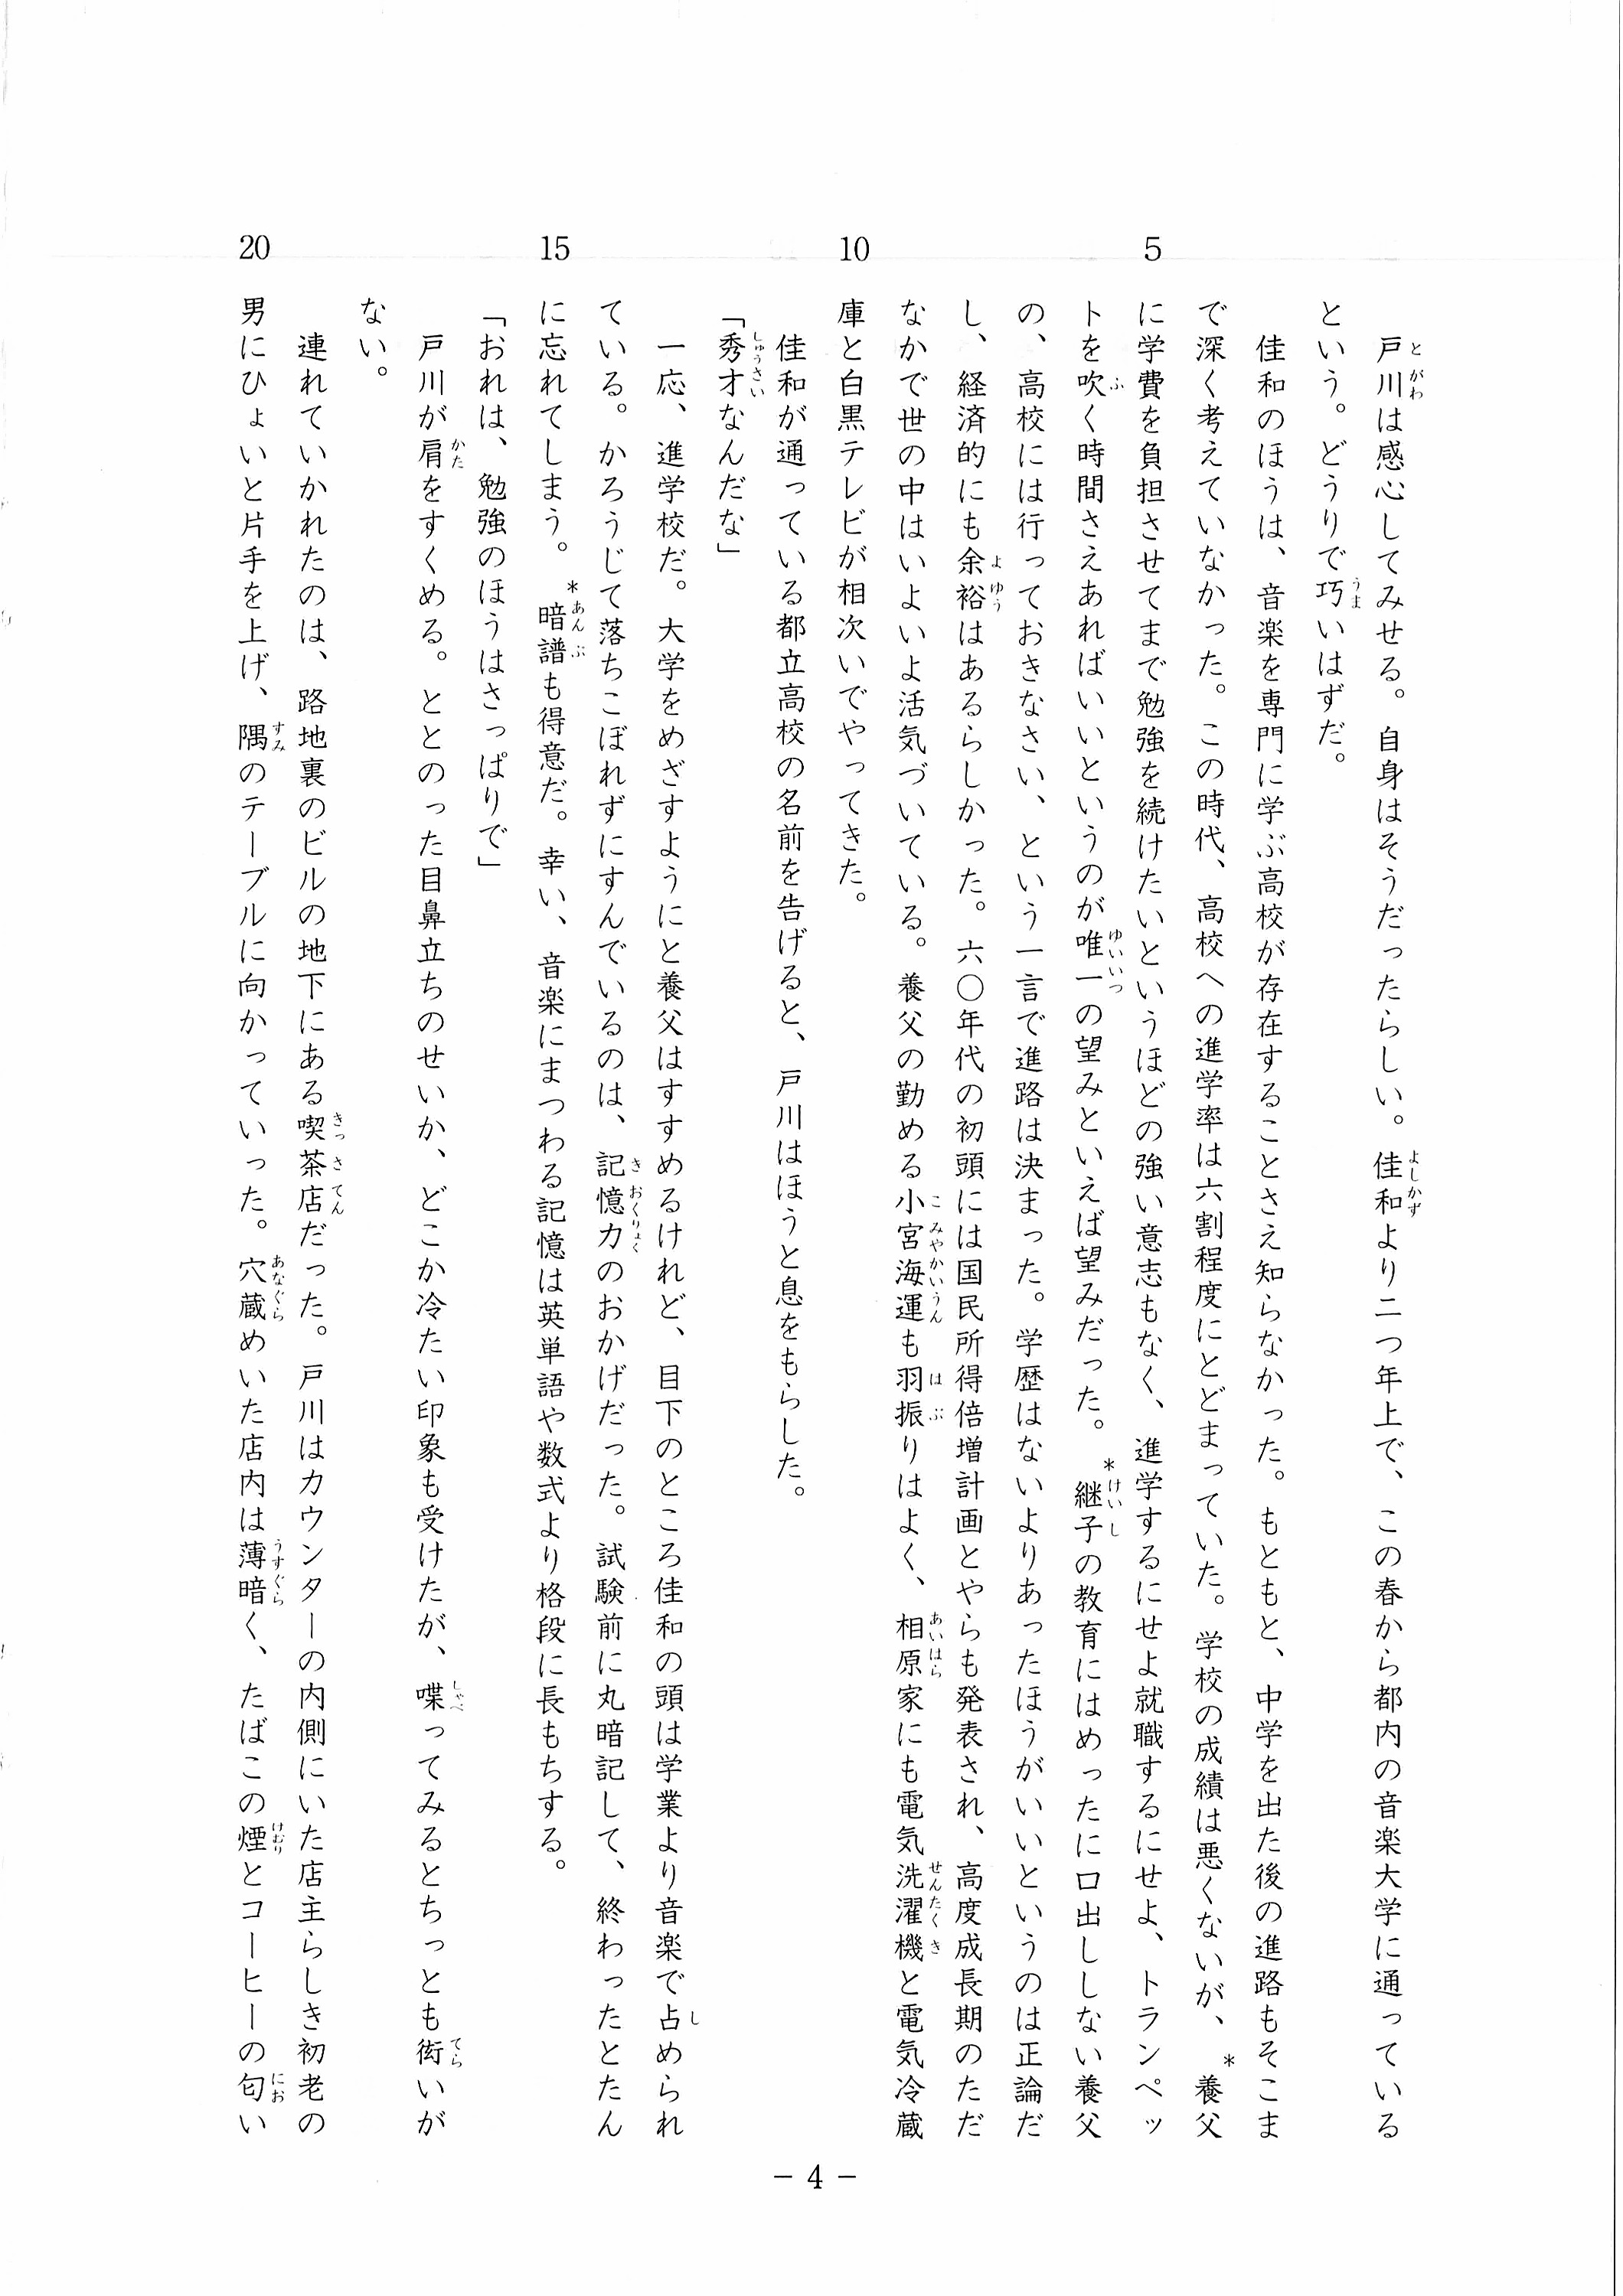 戸川は感心してみせる。自身はそうだったらしい。佳和より二つ年上で、この春から都内の音楽大学に通っている
という。どうりで巧いはずだ。
佳和のほうは、音楽を専門に学ぶ高校が存在することさえ知らなかった。もともと、中学を出た後の進路もそこま
で深く考えていなかった。この時代、高校への進学率は六割程度にとどまっていた。学校の成績は悪くないが、*養父
5 に学費を負担させてまで勉強を続けたいというほどの強い意志もなく、進学するにせよ就職するにせよ、トランペッ
トを吹く時間さえあればいいというのが唯一の望みといえば望みだった。*継子の教育にはめったに口出ししない養父
の、高校には行っておきなさい、という一言で進路は決まった。学歴はないよりあったほうがいいというのは正論だ
し、経済的にも余裕はあるらしかった。六〇年代の初頭には国民所得倍増計画とやらも発表され、高度成長期のただ
なかで世の中はいよいよ活気づいている。養父の勤める小宮海運も羽振りはよく、相原家にも電気洗濯機と電気冷蔵
10 庫と白黒テレビが相次いでやってきた。
佳和が通っている都立高校の名前を告げると、戸川はほうと息をもらした。
「秀才なんだな」
一応、進学校だ。大学をめざすようにと養父はすすめるけれど、目下のところ佳和の頭は学業より音楽で占められ
ている。かろうじて落ちこぼれずにすんでいるのは、記憶力のおかげだった。試験前に丸暗記して、終わったとたん
15 に忘れてしまう。*暗譜も得意だ。幸い、音楽にまつわる記憶は英単語や数式より格段に長もちする。
「おれは、勉強のほうはさっぱりで」
戸川が肩をすくめる。ととのった目鼻立ちのせいか、どこか冷たい印象も受けたが、喋ってみるとちっとも衒いが
ない。
連れていかれたのは、路地裏のビルの地下にある喫茶店だった。戸川はカウンターの内側にいた店主らしき初老の
20 男にひょいと片手を上げ、隅のテーブルに向かっていった。穴蔵めいた店内は薄暗く、たばこの煙とコーヒーの匂い
- 4 -